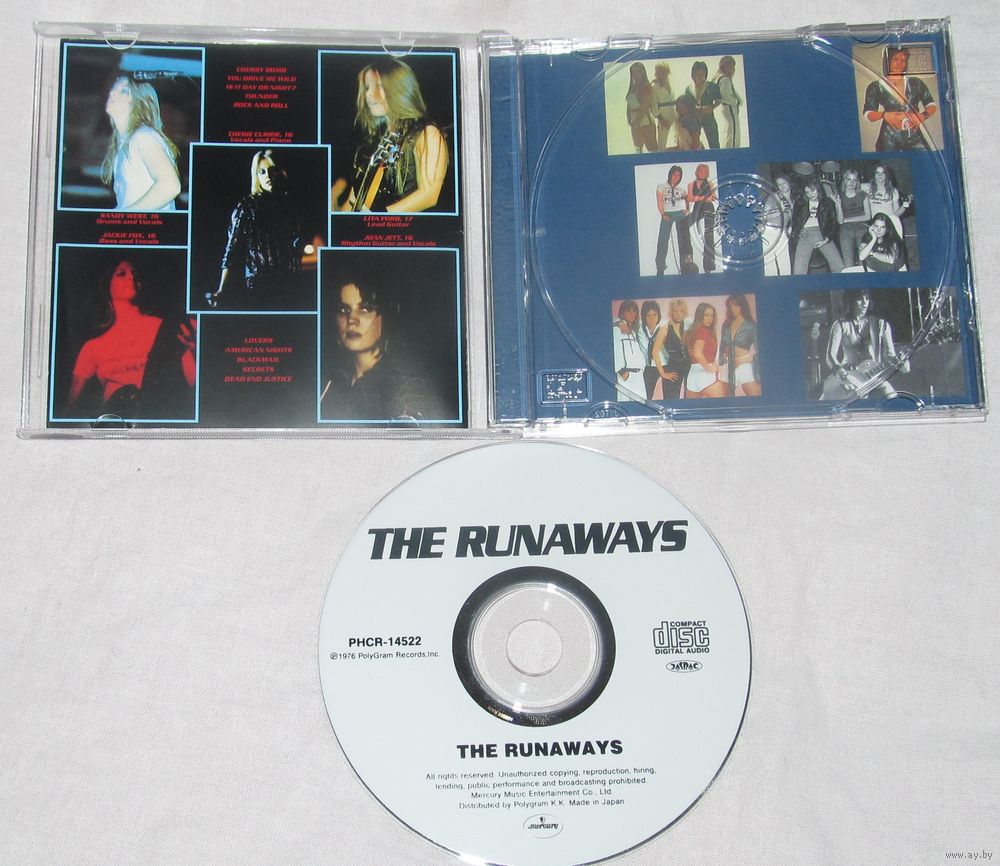 CHERRY BOMB
YOU DRIVE ME WILD
IS IT DAY OR NIGHT?
THUNDER
ROCK AND ROLL
CHERIE CURRIE, 16
Vocals and Piano
SANDY WEST, 16
Drums and Vocals
JACKIE FOX, 16
Bass and Vocals
LITA FORD, 17
Lead Guitar
JOAN JETT, 16
Rhythm Guitar and Vocals
LOVERS
AMERICAN NIGHTS
BLACKMAIL
SECRETS
DEAD END JUSTICE
THE RUNAWAYS
PHCR-14522
℗1976 PolyGram Records,Inc.
COMPACT
disc
DIGITAL AUDIO
JASRAC
THE RUNAWAYS
All rights reserved. Unauthorized copying, reproduction, hiring,
lending, public performance and broadcasting prohibited.
Mercury Music Entertainment Co., Ltd.
Distributed by Polygram K.K. Made in Japan.
mercury
www.ay.by